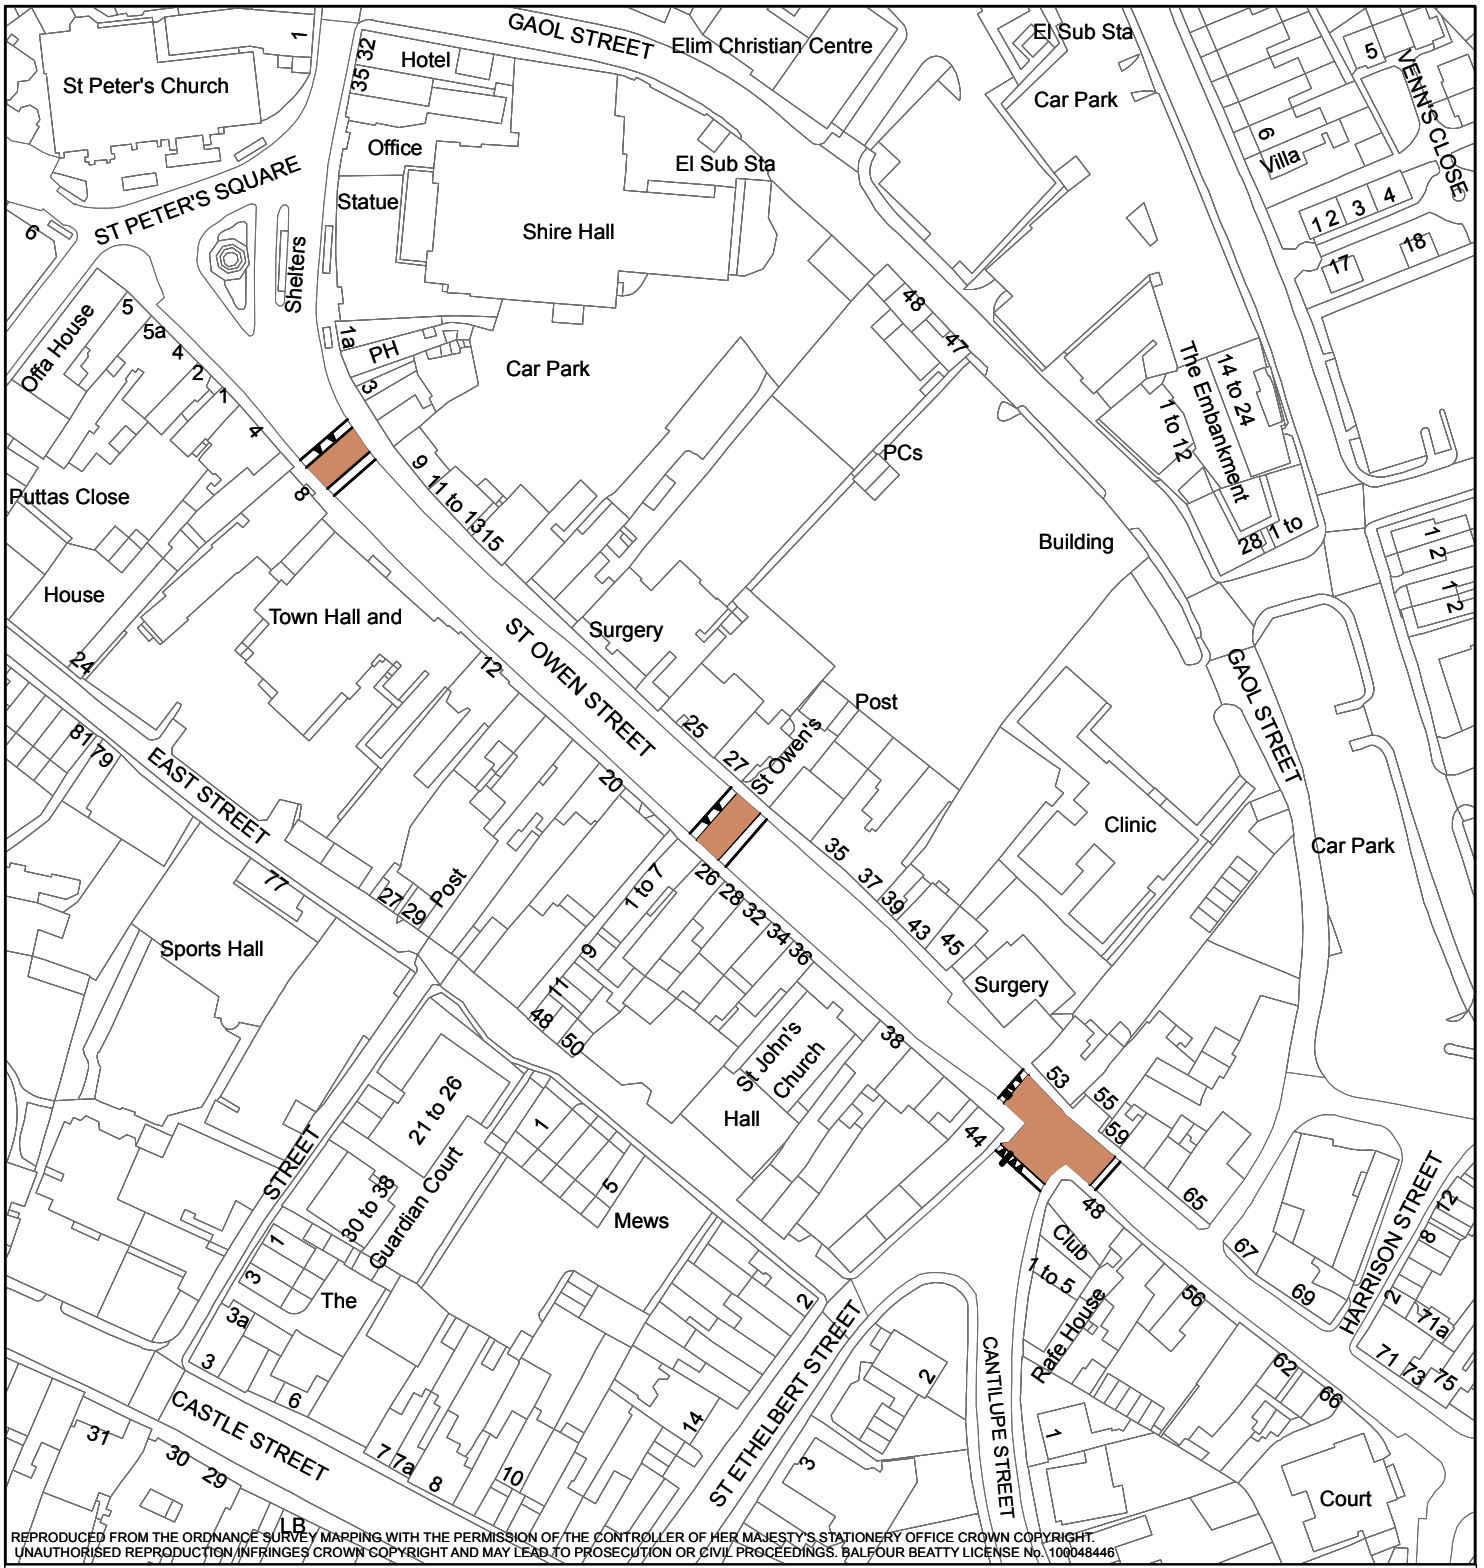 GAOL STREET
Elim Christian Centre
El Sub Sta
1
32
35
Hotel
St Peter's Church
Car Park
5
VENN'S CLOSE
6
Villa
Office
El Sub Sta
ST PETER'S SQUARE
Statue
Shire Hall
1 2
3
4
17
18
6
Shelters
48
47
5
5a
4
2
1
4
Offa House
1a
PH
3
Car Park
The Embankment
14 to 24
1 to 12
PCs
9
11 to 13
15
8
Puttas Close
28
1 to
Building
1
2
1
2
House
Town Hall and
Surgery
ST OWEN STREET
24
12
GAOL STREET
25
Post
27
St Owen's
81
79
EAST STREET
20
Clinic
Car Park
35
37
39
43
45
77
27
29
Post
1 to 7
26
28
32
34
36
Sports Hall
9
11
48
50
Surgery
38
St John's
Church
53
55
59
21 to 26
1
Hall
44
STREET
30 to 38
Guardian Court
5
Mews
48
65
Club
1 to 5
Rafe House
67
69
HARRISON STREET
12
8
2
71a
71
73
75
1
3
3a
The
2
56
62
66
3
6
CASTLE STREET
7
7a
8
10
14
ST ETHELBERT STREET
2
3
CANTILUPE STREET
1
31
30
29
Court
LB
REPRODUCED FROM THE ORDNANCE SURVEY MAPPING WITH THE PERMISSION OF THE CONTROLLER OF HER MAJESTY'S STATIONERY OFFICE CROWN COPYRIGHT.
UNAUTHORISED REPRODUCTION INFRINGES CROWN COPYRIGHT AND MAY LEAD TO PROSECUTION OR CIVIL PROCEEDINGS. BALFOUR BEATTY LICENSE No. 100048446